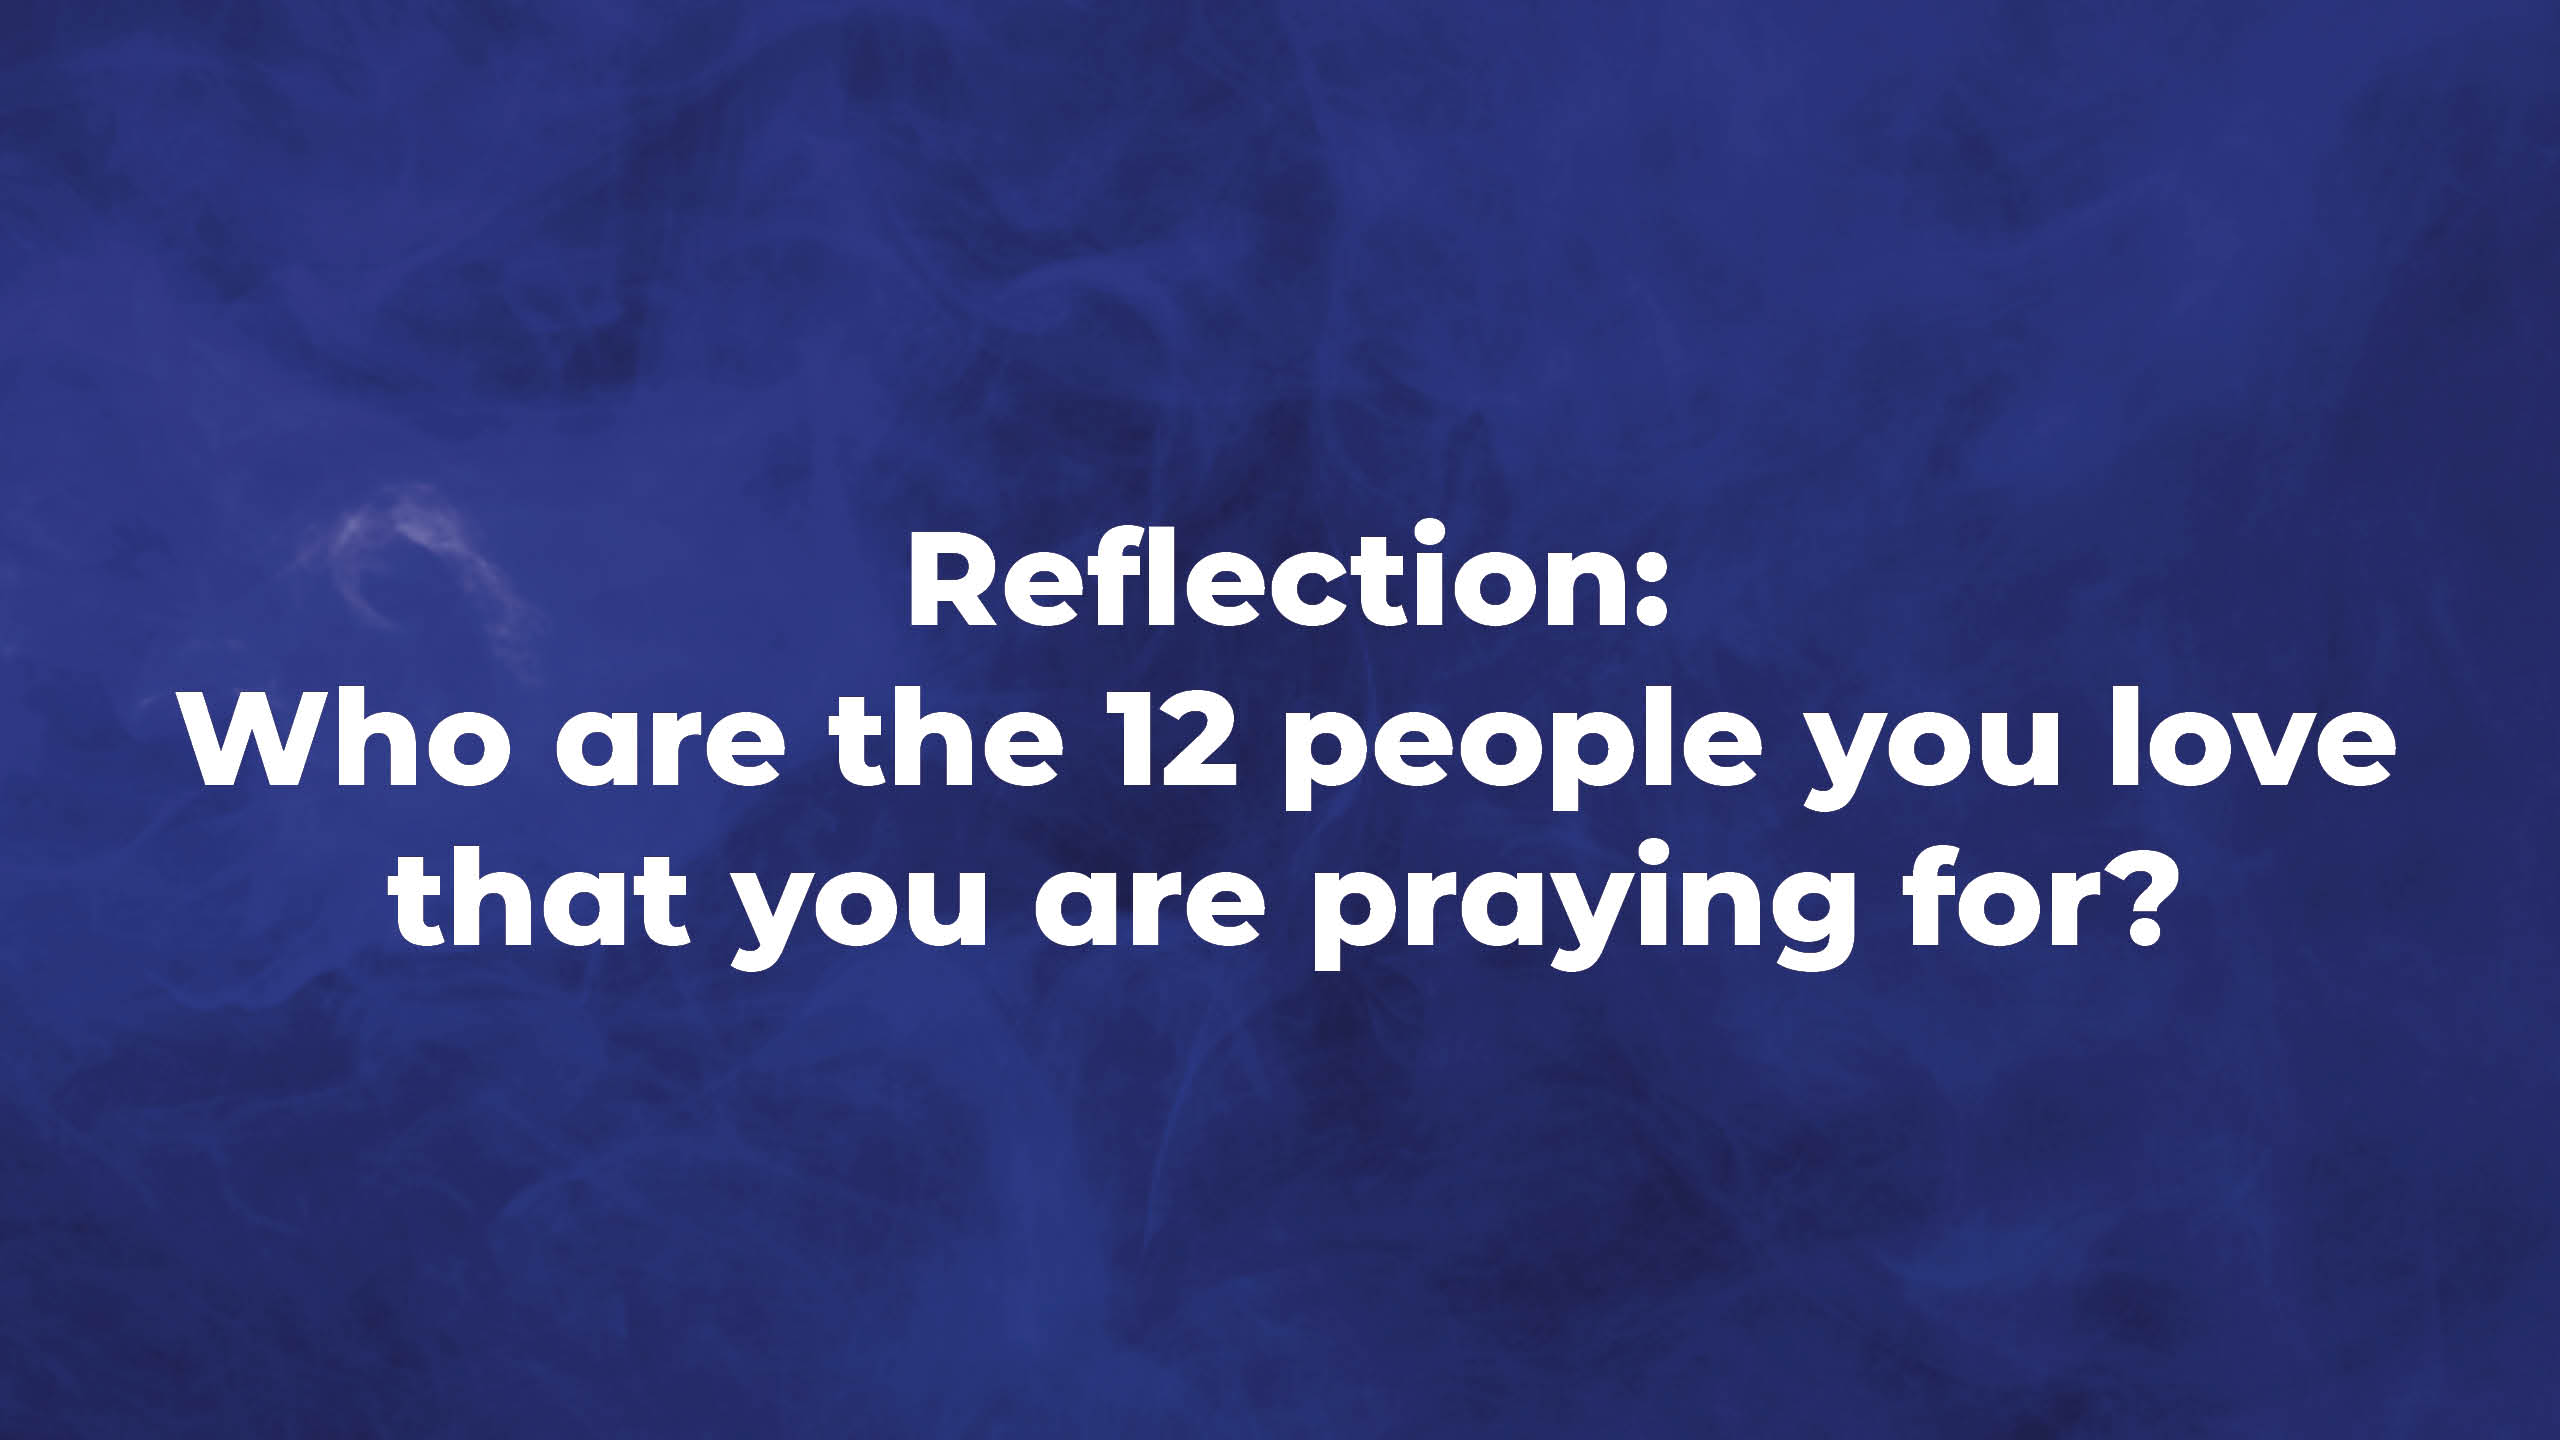 Reflection:
Who are the 12 people you love
that you are praying for?